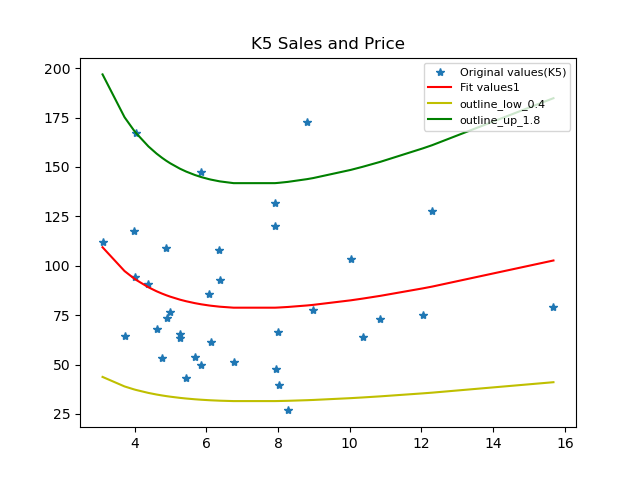 K5 Sales and Price
Original values(K5)
Fit values1
outline_low_0.4
outline_up_1.8
200
175
150
125
100
75
50
25
4 6 8 10 12 14 16